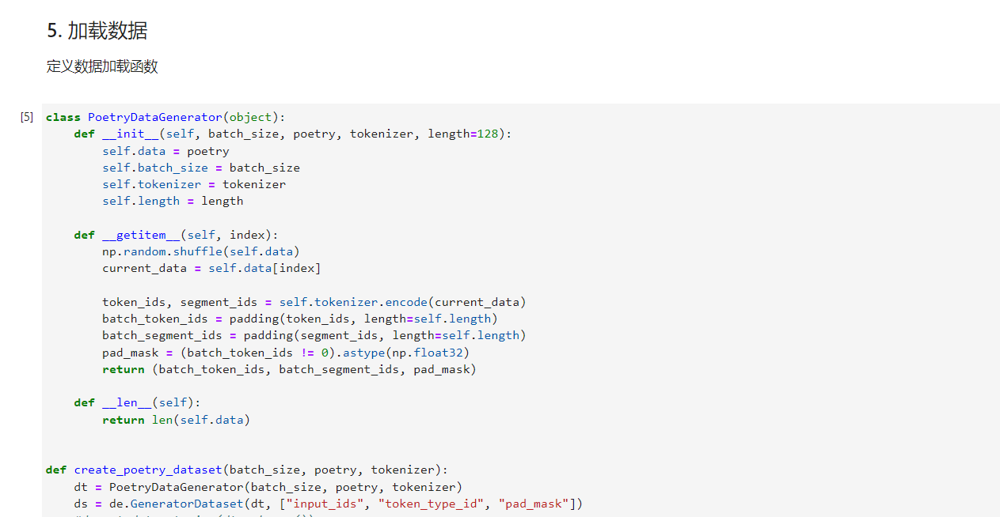 5. 加载数据
定义数据加载函数
[5]
class PoetryDataGenerator(object):
    def __init__(self, batch_size, poetry, tokenizer, length=128):
        self.data = poetry
        self.batch_size = batch_size
        self.tokenizer = tokenizer
        self.length = length
    def __getitem__(self, index):
        np.random.shuffle(self.data)
        current_data = self.data[index]
        token_ids, segment_ids = self.tokenizer.encode(current_data)
        batch_token_ids = padding(token_ids, length=self.length)
        batch_segment_ids = padding(segment_ids, length=self.length)
        pad_mask = (batch_token_ids != 0).astype(np.float32)
        return (batch_token_ids, batch_segment_ids, pad_mask)
    def __len__(self):
        return len(self.data)
def create_poetry_dataset(batch_size, poetry, tokenizer):
    dt = PoetryDataGenerator(batch_size, poetry, tokenizer)
    ds = de.GeneratorDataset(dt, ["input_ids", "token_type_id", "pad_mask"])